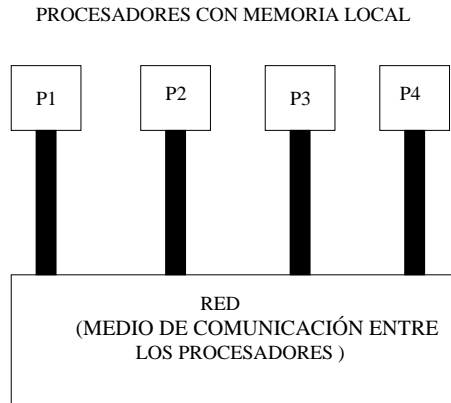 PROCESADORES CON MEMORIA LOCAL
P1
P2
P3
P4
RED
(MEDIO DE COMUNICACIÓN ENTRE
LOS PROCESADORES )